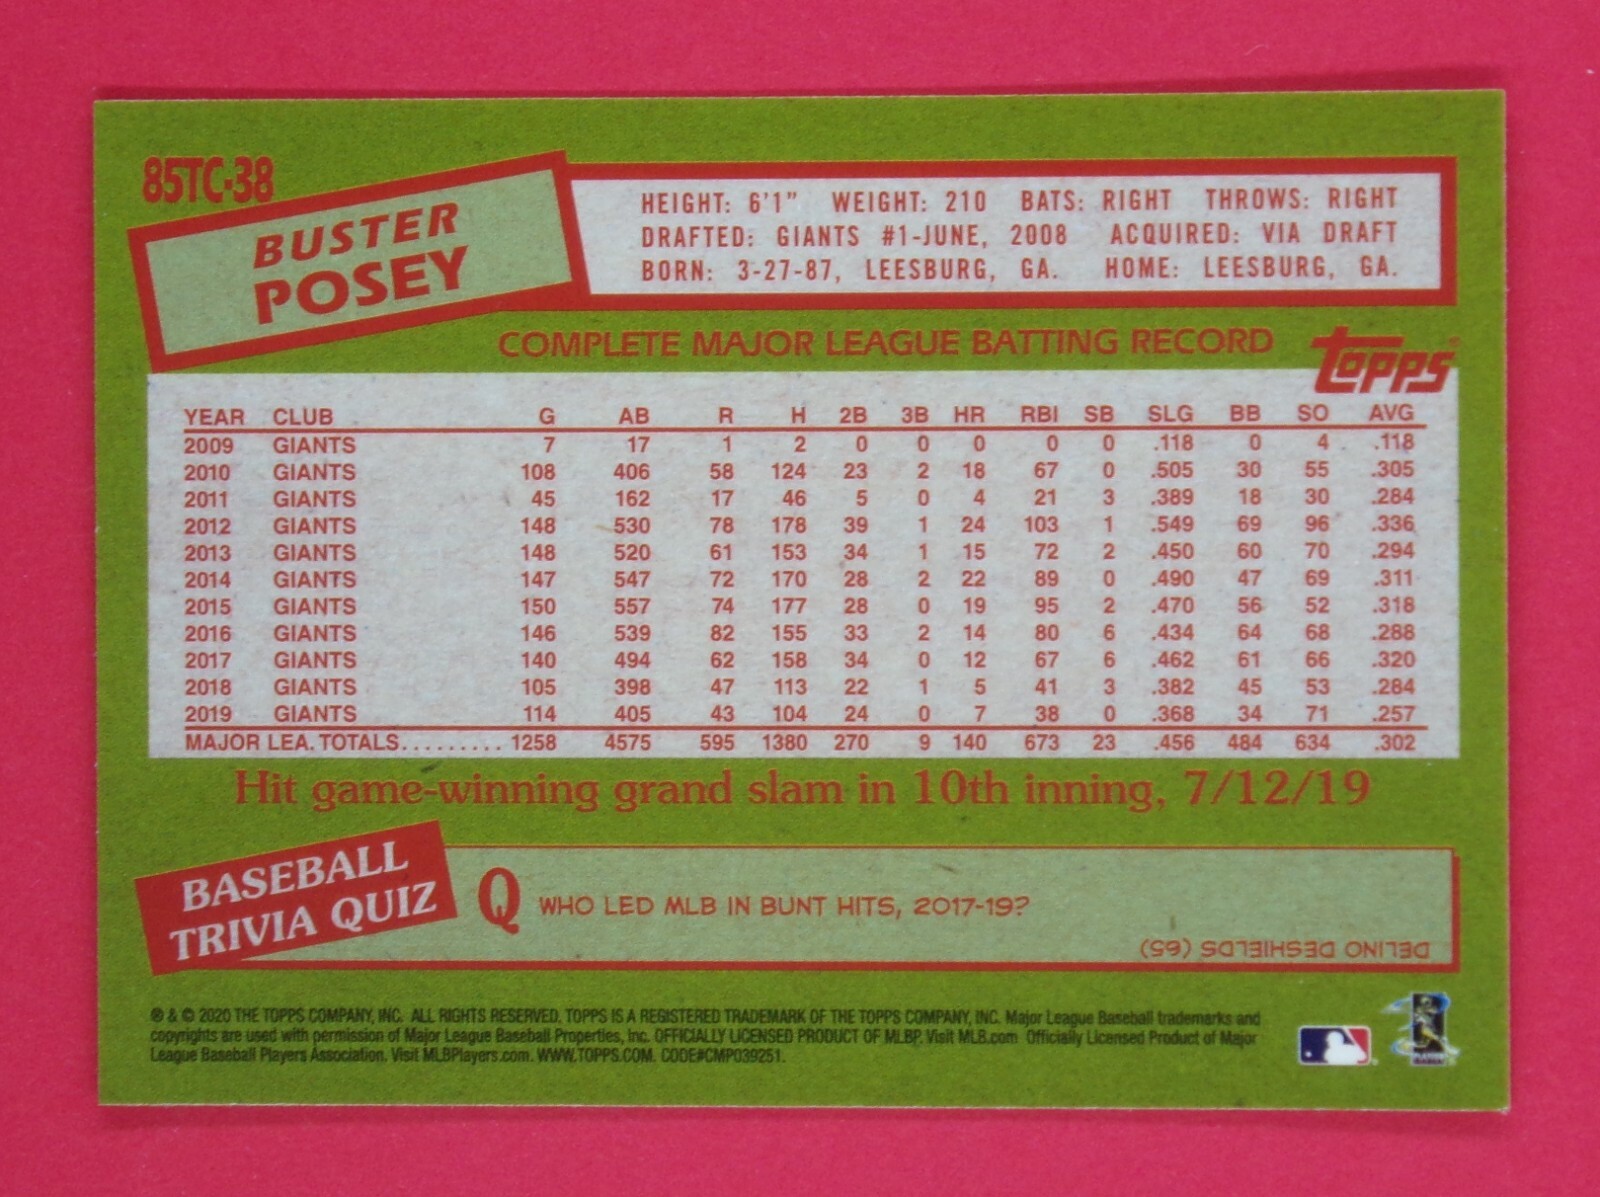 85TC-38
BUSTER
POSEY
HEIGHT: 6'1" WEIGHT: 210 BATS: RIGHT THROWS: RIGHT
DRAFTED: GIANTS #1-JUNE, 2008 ACQUIRED: VIA DRAFT
BORN: 3-27-87, LEESBURG, GA. HOME: LEESBURG, GA.
COMPLETE MAJOR LEAGUE BATTING RECORD
topps
YEAR CLUB G AB R H 2B 3B HR RBI SB SLG BB SO AVG
2009 GIANTS 7 17 1 2 0 0 0 0 0 .118 0 4 .118
2010 GIANTS 108 406 58 124 23 2 18 67 0 .505 30 55 .305
2011 GIANTS 45 162 17 46 5 0 4 21 3 .389 18 30 .284
2012 GIANTS 148 530 78 178 39 1 24 103 1 .549 69 96 .336
2013 GIANTS 148 520 61 153 34 1 15 72 2 .450 60 70 .294
2014 GIANTS 147 547 72 170 28 2 22 89 0 .490 47 69 .311
2015 GIANTS 150 557 74 177 28 0 19 95 2 .470 56 52 .318
2016 GIANTS 146 539 82 155 33 2 14 80 6 .434 64 68 .288
2017 GIANTS 140 494 62 158 34 0 12 67 6 .462 61 66 .320
2018 GIANTS 105 398 47 113 22 1 5 41 3 .382 45 53 .284
2019 GIANTS 114 405 43 104 24 0 7 38 0 .368 34 71 .257
MAJOR LEA. TOTALS......... 1258 4575 595 1380 270 9 140 673 23 .456 484 634 .302
Hit game-winning grand slam in 10th inning, 7/12/19
BASEBALL
TRIVIA QUIZ
Q WHO LED MLB IN BUNT HITS, 2017-19?
DELINO DESHIELDS (65)
® & © 2020 THE TOPPS COMPANY, INC. ALL RIGHTS RESERVED. TOPPS IS A REGISTERED TRADEMARK OF THE TOPPS COMPANY, INC. Major League Baseball trademarks and
copyrights are used with permission of Major League Baseball Properties, Inc. OFFICIALLY LICENSED PRODUCT OF MLBP. Visit MLB.com Officially Licensed Product of Major
League Baseball Players Association. Visit MLBPlayers.com. WWW.TOPPS.COM. CODE#CMP039251.